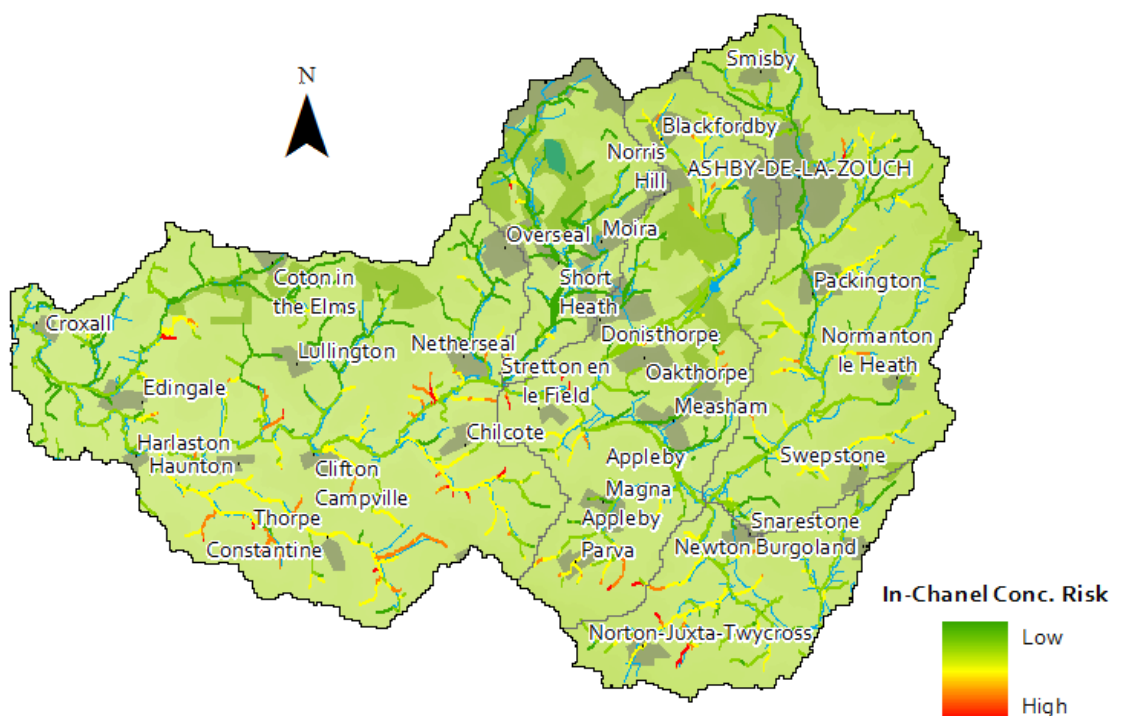 Smisby
N
Blackfordby
Norris
Hill
ASHBY-DE-LA-ZOUCH
Overseal
Moira
Coton in
the Elms
Short
Heath
Packington
Croxall
Donisthorpe
Normanton
le Heath
Netherseal
Lullington
Stretton en
le Field
Oakthorpe
Edingale
Measham
Chilcote
Harlaston
Haunton
Clifton
Campville
Appleby
Magna
Swepstone
Thorpe
Constantine
Appleby
Parva
Snarestone
Newton Burgoland
In-Chanel Conc. Risk
Low
High
Norton-Juxta-Twycross